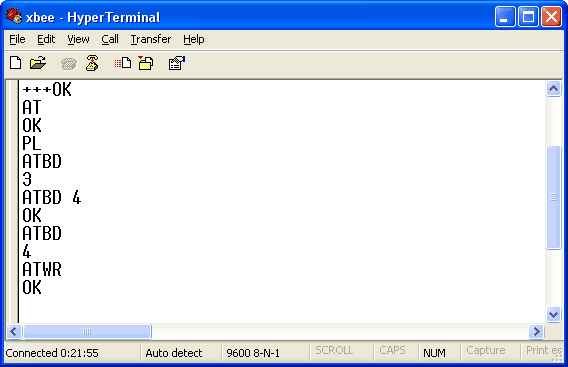 xbee - HyperTerminal
File Edit View Call Transfer Help
+++OK
AT
OK
PL
ATBD
3
ATBD 4
OK
ATBD
4
ATWR
OK
Connected 0:21:55 Auto detect 9600 8-N-1 SCROLL CAPS NUM Capture Print ec